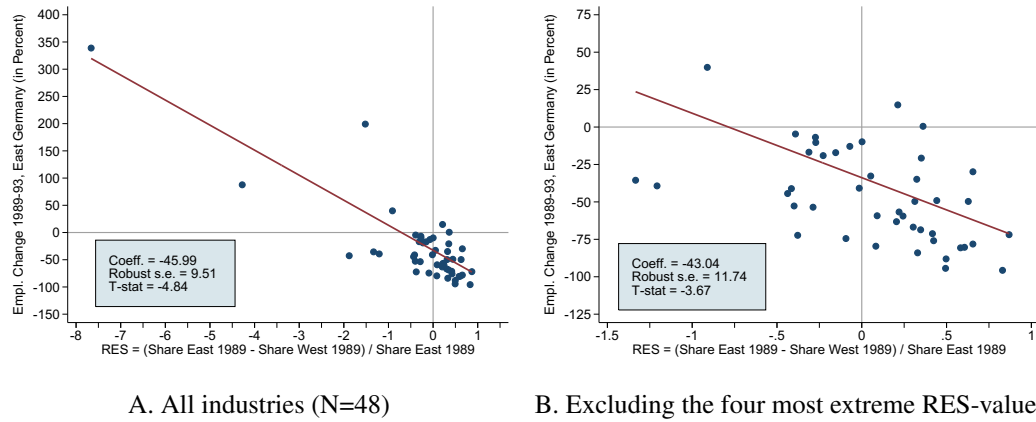 Empl. Change 1989-93, East Germany (in Percent)
400
350
300
250
200
150
100
50
0
-50
-100
-150
Coeff. = -45.99
Robust s.e. = 9.51
T-stat = -4.84
-8 -7 -6 -5 -4 -3 -2 -1 0 1
RES = (Share East 1989 - Share West 1989) / Share East 1989
A. All industries (N=48)
Empl. Change 1989-93, East Germany (in Percent)
75
50
25
0
-25
-50
-75
-100
-125
Coeff. = -43.04
Robust s.e. = 11.74
T-stat = -3.67
-1.5 -1 -.5 0 .5 1
RES = (Share East 1989 - Share West 1989) / Share East 1989
B. Excluding the four most extreme RES-value